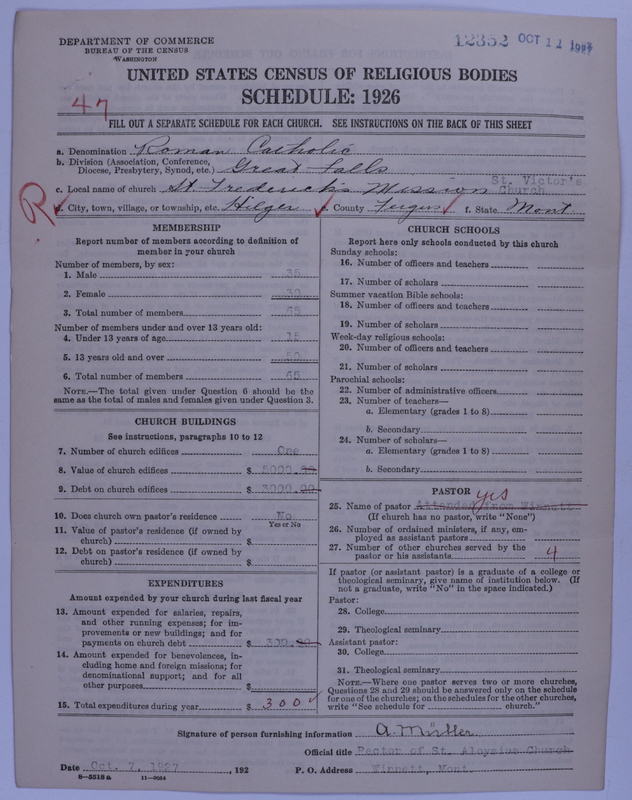 DEPARTMENT OF COMMERCE
BUREAU OF THE CENSUS
WASHINGTON
12352 OCT 12 1927
UNITED STATES CENSUS OF RELIGIOUS BODIES
SCHEDULE: 1926
47
FILL OUT A SEPARATE SCHEDULE FOR EACH CHURCH. SEE INSTRUCTIONS ON THE BACK OF THIS SHEET
a. Denomination Roman Catholic
b. Division (Association, Conference,
Diocese, Presbytery, Synod, etc.) Great Falls
St. Victor's
c. Local name of church St. Frederick's Mission Church
R
d. City, town, village, or township, etc. Hilger e. County Fergus f. State Mont
MEMBERSHIP
Report number of members according to definition of
member in your church
Number of members, by sex:
1. Male 35
2. Female 30
3. Total number of members 65
Number of members under and over 13 years old:
4. Under 13 years of age 15
5. 13 years old and over 50
6. Total number of members 65
NOTE.—The total given under Question 6 should be the
same as the total of males and females given under Question 3.
CHURCH BUILDINGS
See instructions, paragraphs 10 to 12
7. Number of church edifices One
8. Value of church edifices $ 5000.00
9. Debt on church edifices $ 3000.00
10. Does church own pastor's residence No
Yes or No
11. Value of pastor's residence (if owned by
church) $
12. Debt on pastor's residence (if owned by
church) $
EXPENDITURES
Amount expended by your church during last fiscal year
13. Amount expended for salaries, repairs,
and other running expenses; for im-
provements or new buildings; and for
payments on church debt $ 300.00
14. Amount expended for benevolences, in-
cluding home and foreign missions; for
denominational support; and for all
other purposes $
15. Total expenditures during year $ 300
CHURCH SCHOOLS
Report here only schools conducted by this church
Sunday schools:
16. Number of officers and teachers
17. Number of scholars
Summer vacation Bible schools:
18. Number of officers and teachers
19. Number of scholars
Week-day religious schools:
20. Number of officers and teachers
21. Number of scholars
Parochial schools:
22. Number of administrative officers
23. Number of teachers—
a. Elementary (grades 1 to 8)
b. Secondary
24. Number of scholars—
a. Elementary (grades 1 to 8)
b. Secondary
PASTOR
yes
25. Name of pastor Attended from Winnett
(If church has no pastor, write "None")
26. Number of ordained ministers, if any, em-
ployed as assistant pastors
27. Number of other churches served by the
pastor or his assistants 4
If pastor (or assistant pastor) is a graduate of a college or
theological seminary, give name of institution below. (If
not a graduate, write "No" in the space indicated.)
Pastor:
28. College
29. Theological seminary
Assistant pastor:
30. College
31. Theological seminary
NOTE.—Where one pastor serves two or more churches,
Questions 28 and 29 should be answered only on the schedule
for one of the churches; on the schedules for the other churches,
write "See schedule for church."
Signature of person furnishing information A. Müller
Official title Rector of St. Aloysius Church
Date Oct. 7, 1927, 192
P. O. Address Winnett, Mont.
8—5518 a 11—9034